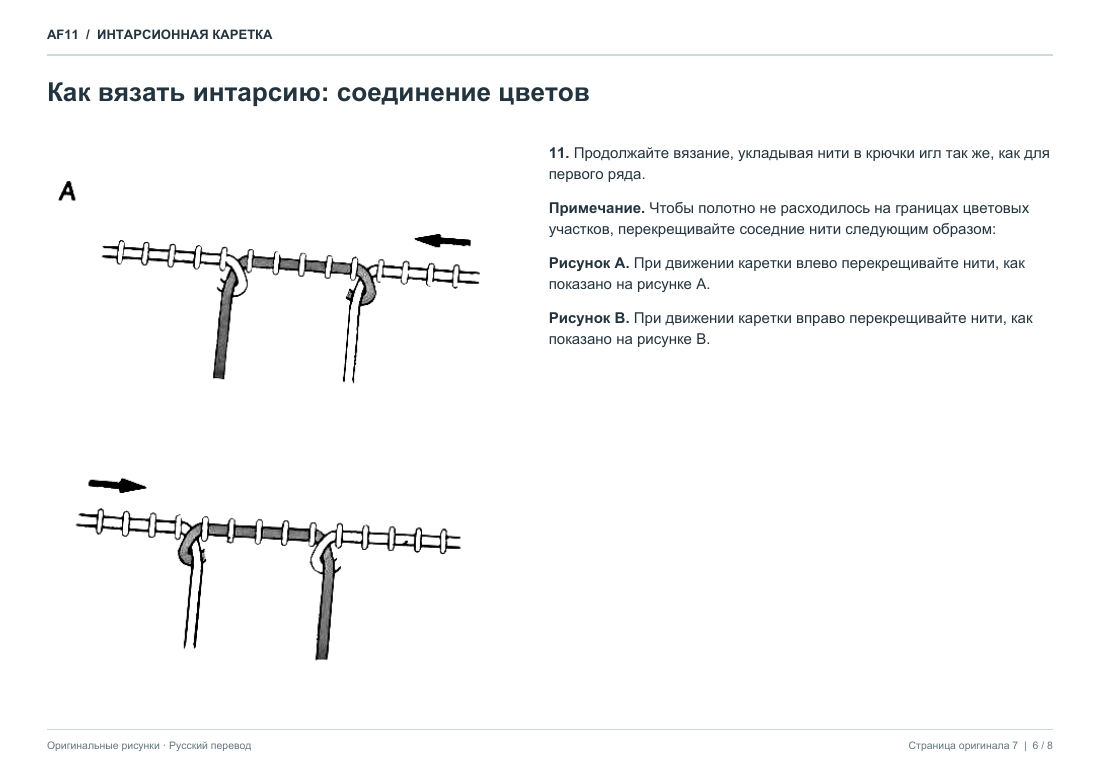 AF11 / ИНТАРСИОННАЯ КАРЕТКА
Как вязать интарсию: соединение цветов
A
11. Продолжайте вязание, укладывая нити в крючки игл так же, как для
первого ряда.
Примечание. Чтобы полотно не расходилось на границах цветовых
участков, перекрещивайте соседние нити следующим образом:
Рисунок A. При движении каретки влево перекрещивайте нити, как
показано на рисунке A.
Рисунок B. При движении каретки вправо перекрещивайте нити, как
показано на рисунке B.
Оригинальные рисунки · Русский перевод
Страница оригинала 7 | 6 / 8